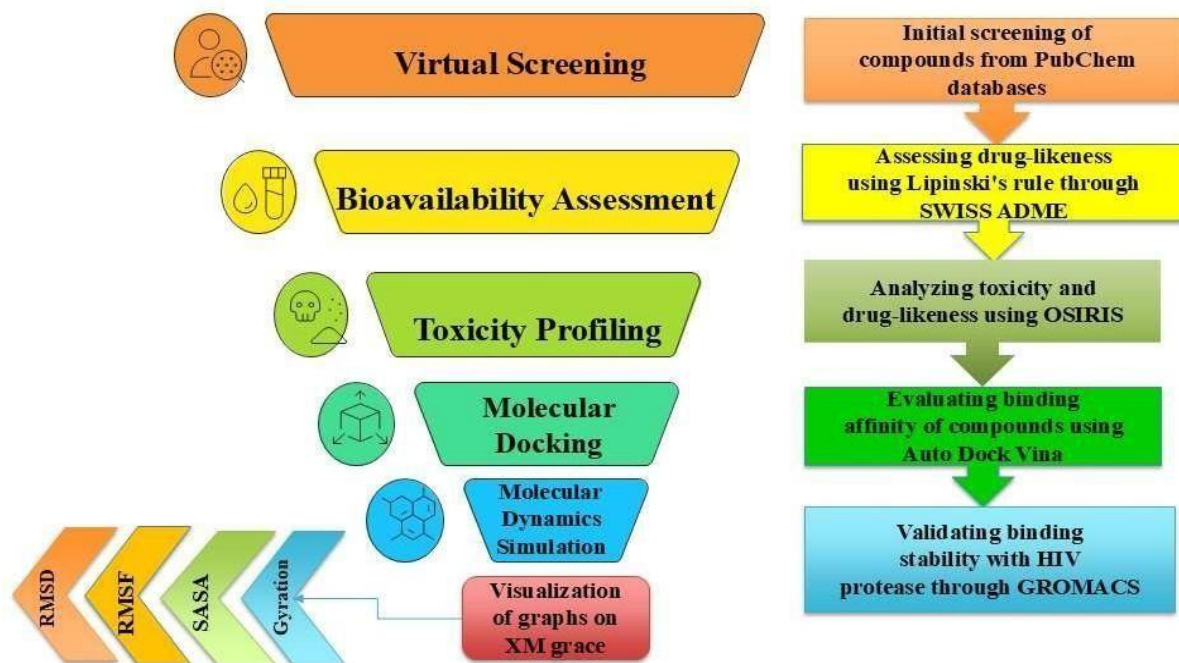 Virtual Screening
Initial screening of
compounds from PubChem
databases
Bioavailability Assessment
Assessing drug-likeness
using Lipinski's rule through
SWISS ADME
Toxicity Profiling
Analyzing toxicity and
drug-likeness using OSIRIS
Molecular
Docking
Evaluating binding
affinity of compounds using
Auto Dock Vina
Molecular
Dynamics
Simulation
Validating binding
stability with HIV
protease through GROMACS
RMSD
RMSF
SASA
Gyration
Visualization
of graphs on
XM grace